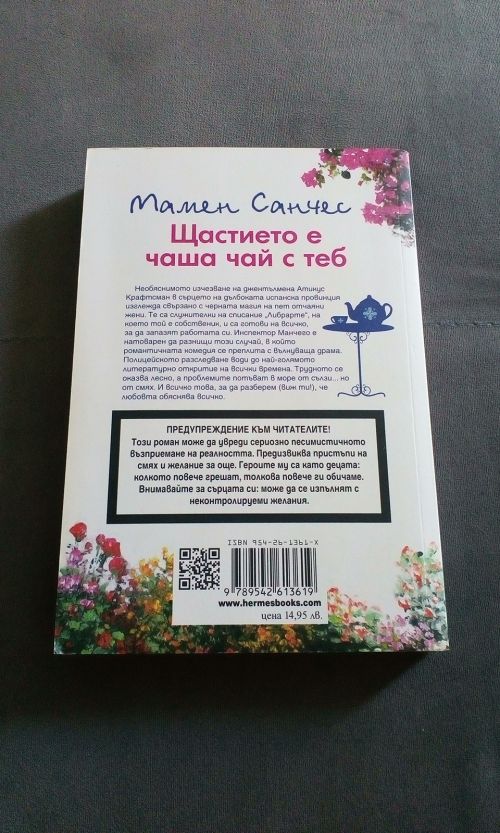 Мамен Санчес
Щастието е
чаша чай с теб
Необяснимото изчезване на джентълмена Атикус
Крафтсман в сърцето на дълбоката испанска провинция
изглежда свързано с черната магия на пет отчаяни
жени. Те са служителки на списание „Либрарте“, на
което той е собственик, и са готови на всичко,
за да запазят работата си. Инспектор Манчего е
натоварен да разнищи този случай, в който
романтичната комедия се преплита с вълнуваща драма.
Полицейското разследване води до най-голямото
литературно откритие на всички времена. Трудното се
оказва лесно, а проблемите потъват в море от сълзи... но
от смях. И всичко това, за да разберем (виж ти!), че
любовта обяснява всичко.
ПРЕДУПРЕЖДЕНИЕ КЪМ ЧИТАТЕЛИТЕ!
Този роман може да увреди сериозно песимистичното
възприемане на реалността. Предизвиква пристъпи на
смях и желание за още. Героите му са като децата:
колкото повече грешат, толкова повече ги обичаме.
Внимавайте за сърцата си: може да се изпълнят с
неконтролируеми желания.
ISBN 954-26-1361-X
9 789542 613619
www.hermesbooks.com
цена 14,95 лв.